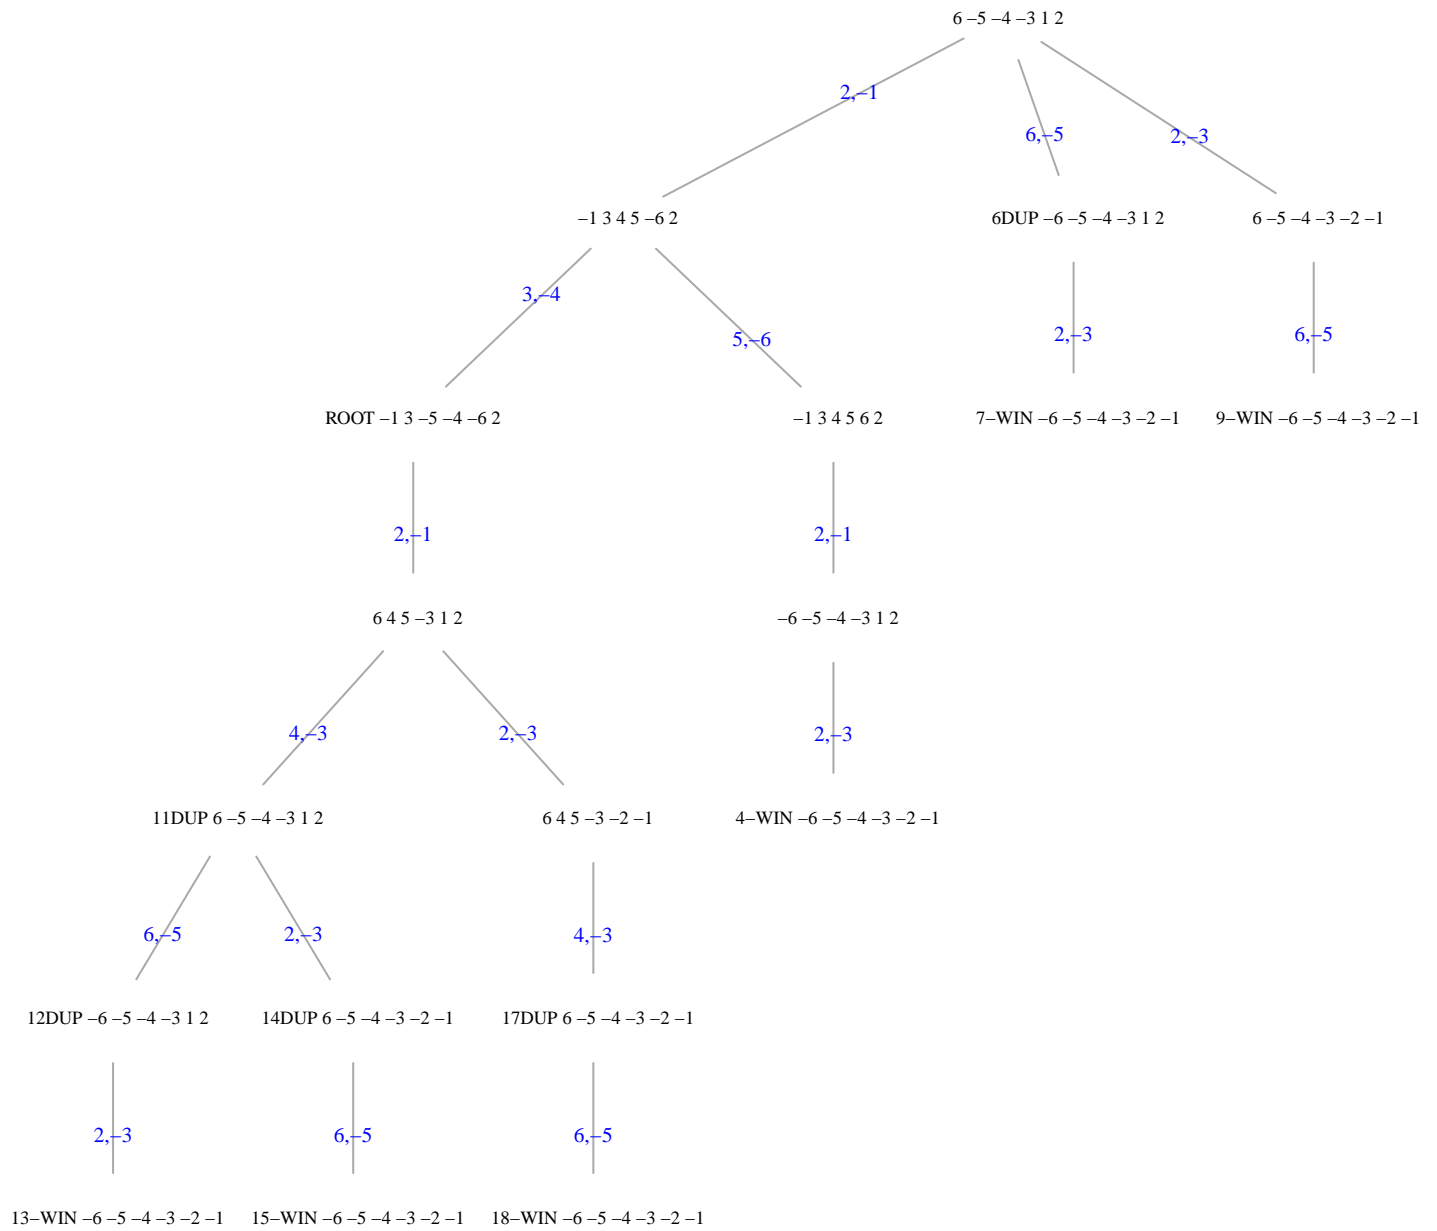 6 –5 –4 –3 1 2
2,–1
6,–5
2,–3
–1 3 4 5 –6 2
6DUP –6 –5 –4 –3 1 2
6 –5 –4 –3 –2 –1
3,–4
5,–6
2,–3
6,–5
ROOT –1 3 –5 –4 –6 2
–1 3 4 5 6 2
7–WIN –6 –5 –4 –3 –2 –1
9–WIN –6 –5 –4 –3 –2 –1
2,–1
2,–1
6 4 5 –3 1 2
–6 –5 –4 –3 1 2
4,–3
2,–3
2,–3
11DUP 6 –5 –4 –3 1 2
6 4 5 –3 –2 –1
4–WIN –6 –5 –4 –3 –2 –1
6,–5
2,–3
4,–3
12DUP –6 –5 –4 –3 1 2
14DUP 6 –5 –4 –3 –2 –1
17DUP 6 –5 –4 –3 –2 –1
2,–3
6,–5
6,–5
13–WIN –6 –5 –4 –3 –2 –1
15–WIN –6 –5 –4 –3 –2 –1
18–WIN –6 –5 –4 –3 –2 –1